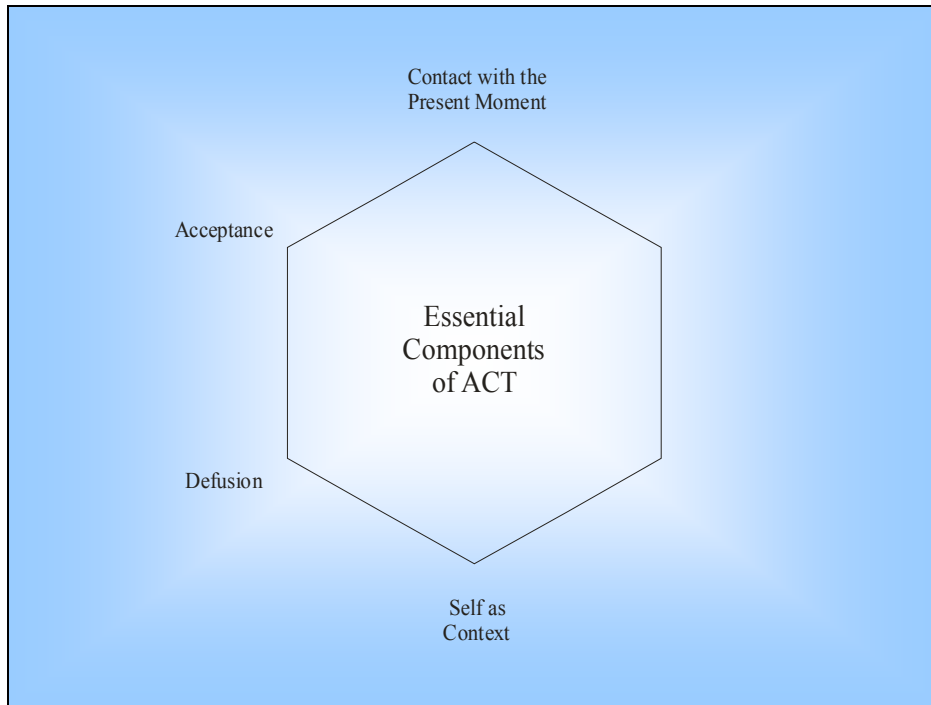 Contact with the
Present Moment
Acceptance
Essential
Components
of ACT
Defusion
Self as
Context